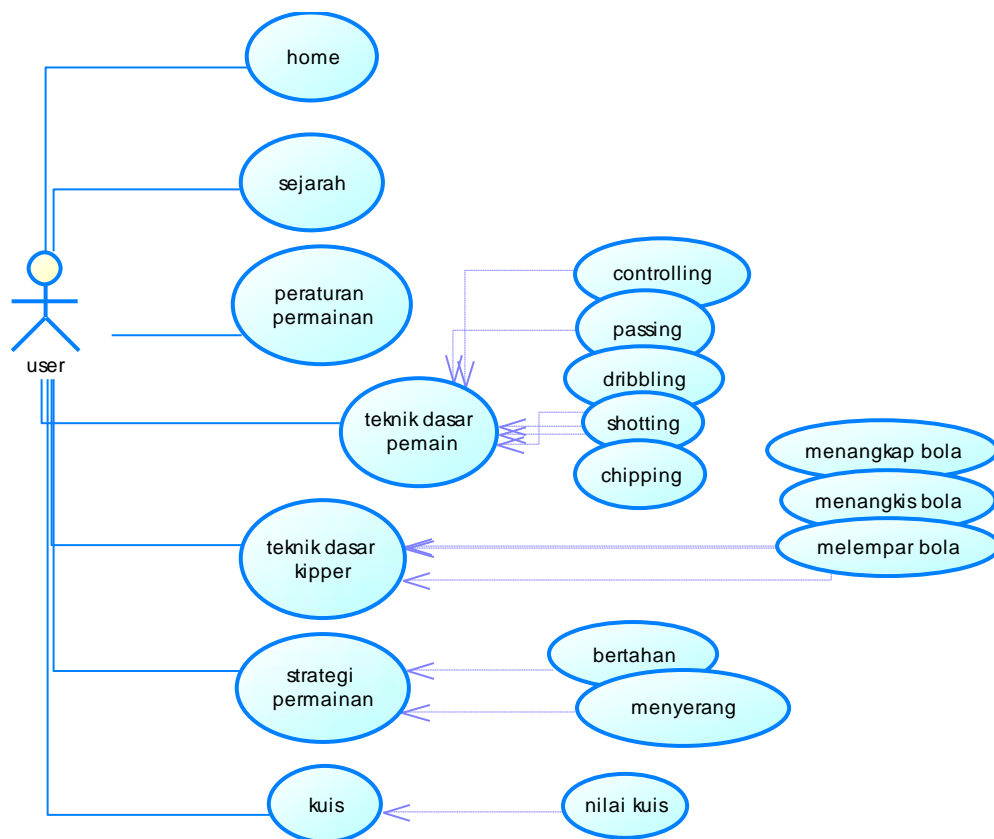 home
sejarah
peraturan
permainan
user
controlling
passing
dribbling
shotting
chipping
teknik dasar
pemain
menangkap bola
menangkis bola
melempar bola
teknik dasar
kipper
strategi
permainan
bertahan
menyerang
kuis
nilai kuis